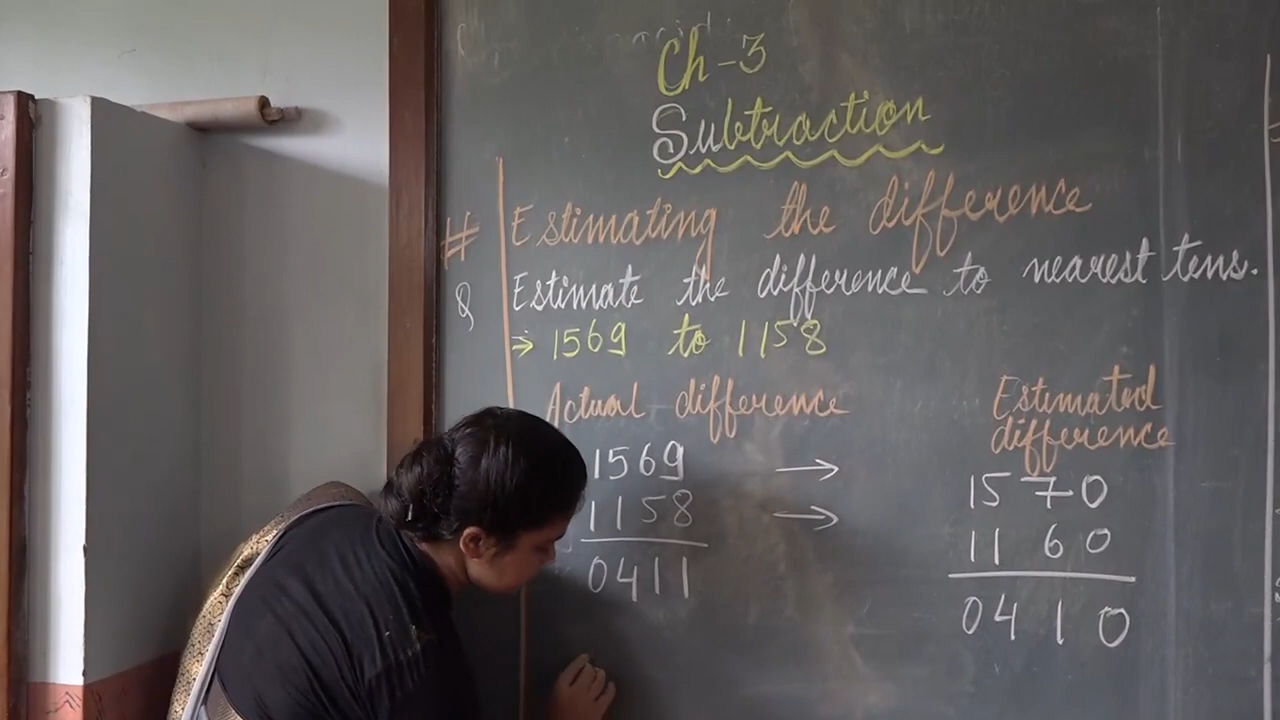 Ch-3
Subtraction
# Estimating the difference
Q Estimate the difference to nearest tens.
→ 1569 to 1158
Actual difference
Estimated
difference
1569 → 1570
1158 → 1160
0411
0410